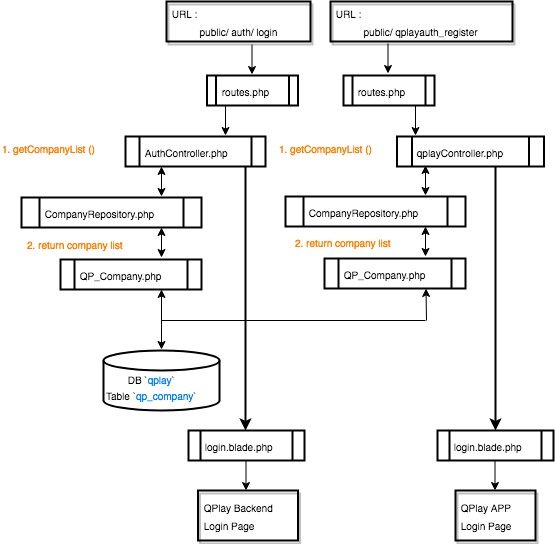 URL :
public/ auth/ login
URL :
public/ qplayauth_register
routes.php
routes.php
1. getCompanyList ()
AuthController.php
1. getCompanyList ()
qplayController.php
CompanyRepository.php
CompanyRepository.php
2. return company list
2. return company list
QP_Company.php
QP_Company.php
DB `qplay`
Table `qp_company`
login.blade.php
login.blade.php
QPlay Backend
Login Page
QPlay APP
Login Page